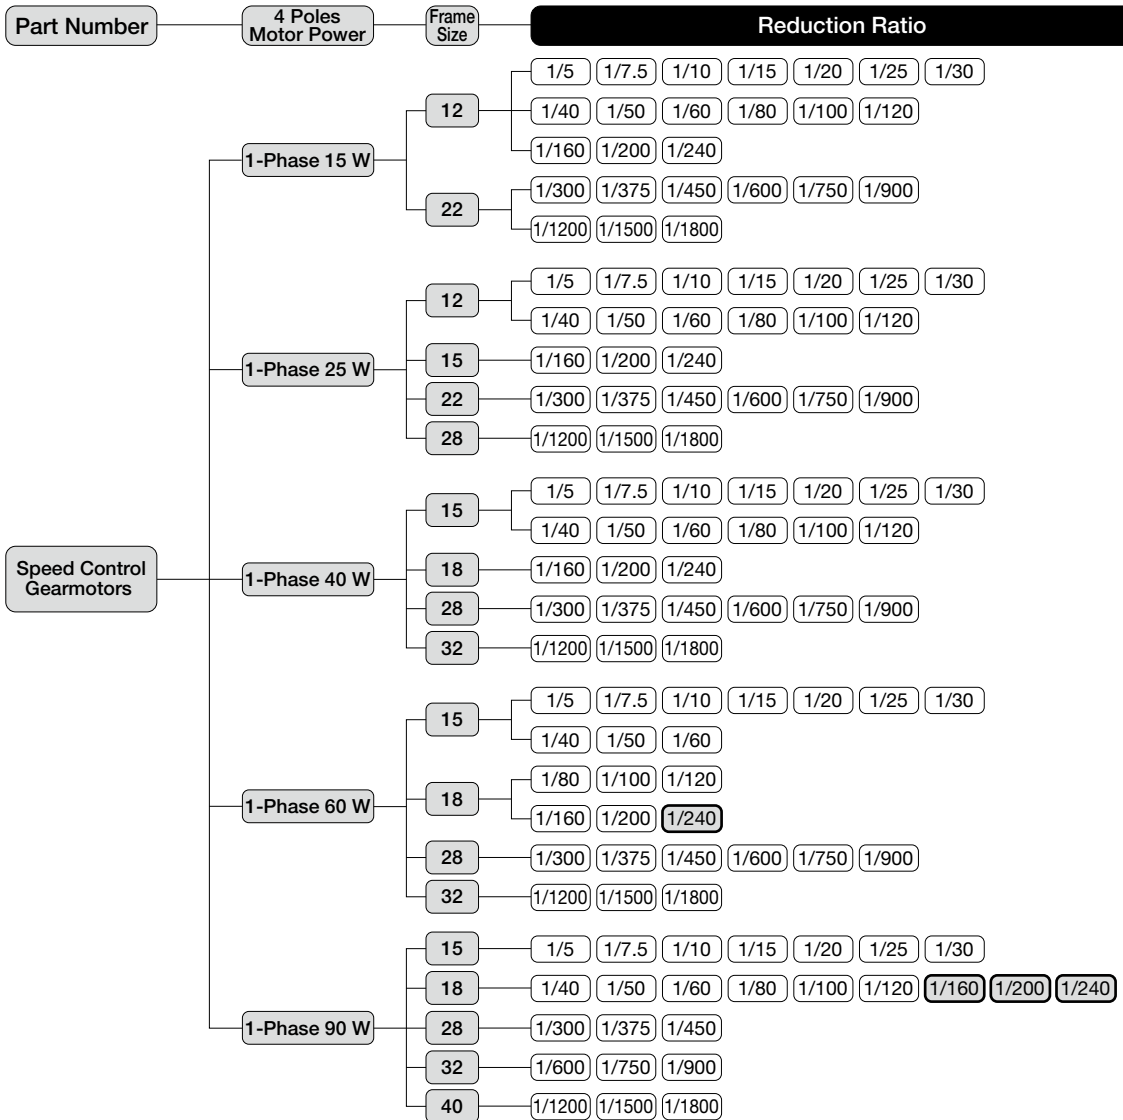 Part Number
4 Poles
Motor Power
Frame
Size
Reduction Ratio
1-Phase 15 W
12
1/5 1/7.5 1/10 1/15 1/20 1/25 1/30
1/40 1/50 1/60 1/80 1/100 1/120
1/160 1/200 1/240
22
1/300 1/375 1/450 1/600 1/750 1/900
1/1200 1/1500 1/1800
1-Phase 25 W
12
1/5 1/7.5 1/10 1/15 1/20 1/25 1/30
1/40 1/50 1/60 1/80 1/100 1/120
15
1/160 1/200 1/240
22
1/300 1/375 1/450 1/600 1/750 1/900
28
1/1200 1/1500 1/1800
Speed Control
Gearmotors
1-Phase 40 W
15
1/5 1/7.5 1/10 1/15 1/20 1/25 1/30
1/40 1/50 1/60 1/80 1/100 1/120
18
1/160 1/200 1/240
28
1/300 1/375 1/450 1/600 1/750 1/900
32
1/1200 1/1500 1/1800
1-Phase 60 W
15
1/5 1/7.5 1/10 1/15 1/20 1/25 1/30
1/40 1/50 1/60
18
1/80 1/100 1/120
1/160 1/200 1/240
28
1/300 1/375 1/450 1/600 1/750 1/900
32
1/1200 1/1500 1/1800
1-Phase 90 W
15
1/5 1/7.5 1/10 1/15 1/20 1/25 1/30
18
1/40 1/50 1/60 1/80 1/100 1/120 1/160 1/200 1/240
28
1/300 1/375 1/450
32
1/600 1/750 1/900
40
1/1200 1/1500 1/1800